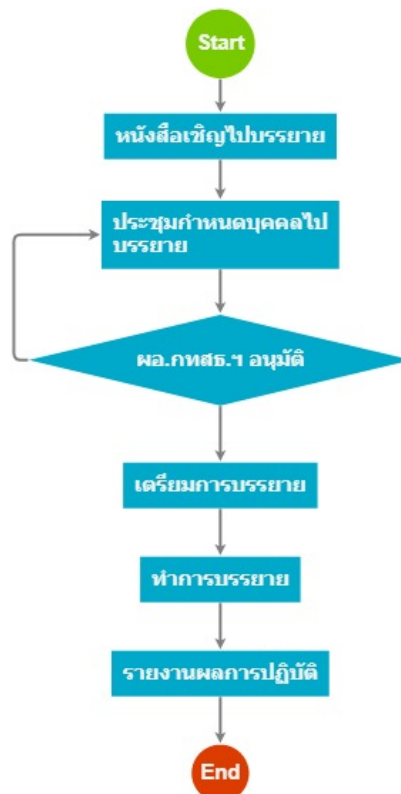 Start
หนังสือเชิญไปบรรยาย
ประชุมกำหนดบุคคลไป
บรรยาย
ผอ.กทสธ.ฯ อนุมัติ
เตรียมการบรรยาย
ทำการบรรยาย
รายงานผลการปฏิบัติ
End